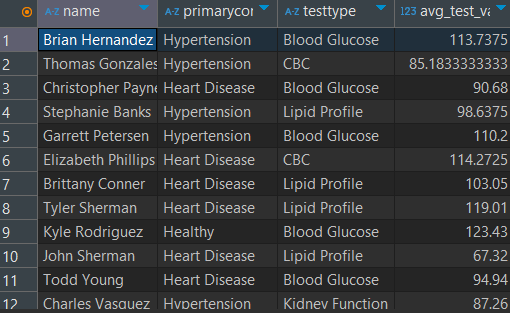 A-Z name A-Z primarycor A-Z testtype 123 avg_test_va
1 Brian Hernandez Hypertension Blood Glucose 113.7375
2 Thomas Gonzales Hypertension CBC 85.1833333333
3 Christopher Payne Heart Disease Blood Glucose 90.68
4 Stephanie Banks Hypertension Lipid Profile 98.6375
5 Garrett Petersen Hypertension Blood Glucose 110.2
6 Elizabeth Phillips Heart Disease CBC 114.2725
7 Brittany Conner Heart Disease Lipid Profile 103.05
8 Tyler Sherman Heart Disease Lipid Profile 119.01
9 Kyle Rodriguez Healthy Blood Glucose 123.43
10 John Sherman Heart Disease Lipid Profile 67.32
11 Todd Young Heart Disease Blood Glucose 94.94
12 Charles Vasquez Hypertension Kidney Function 87.26